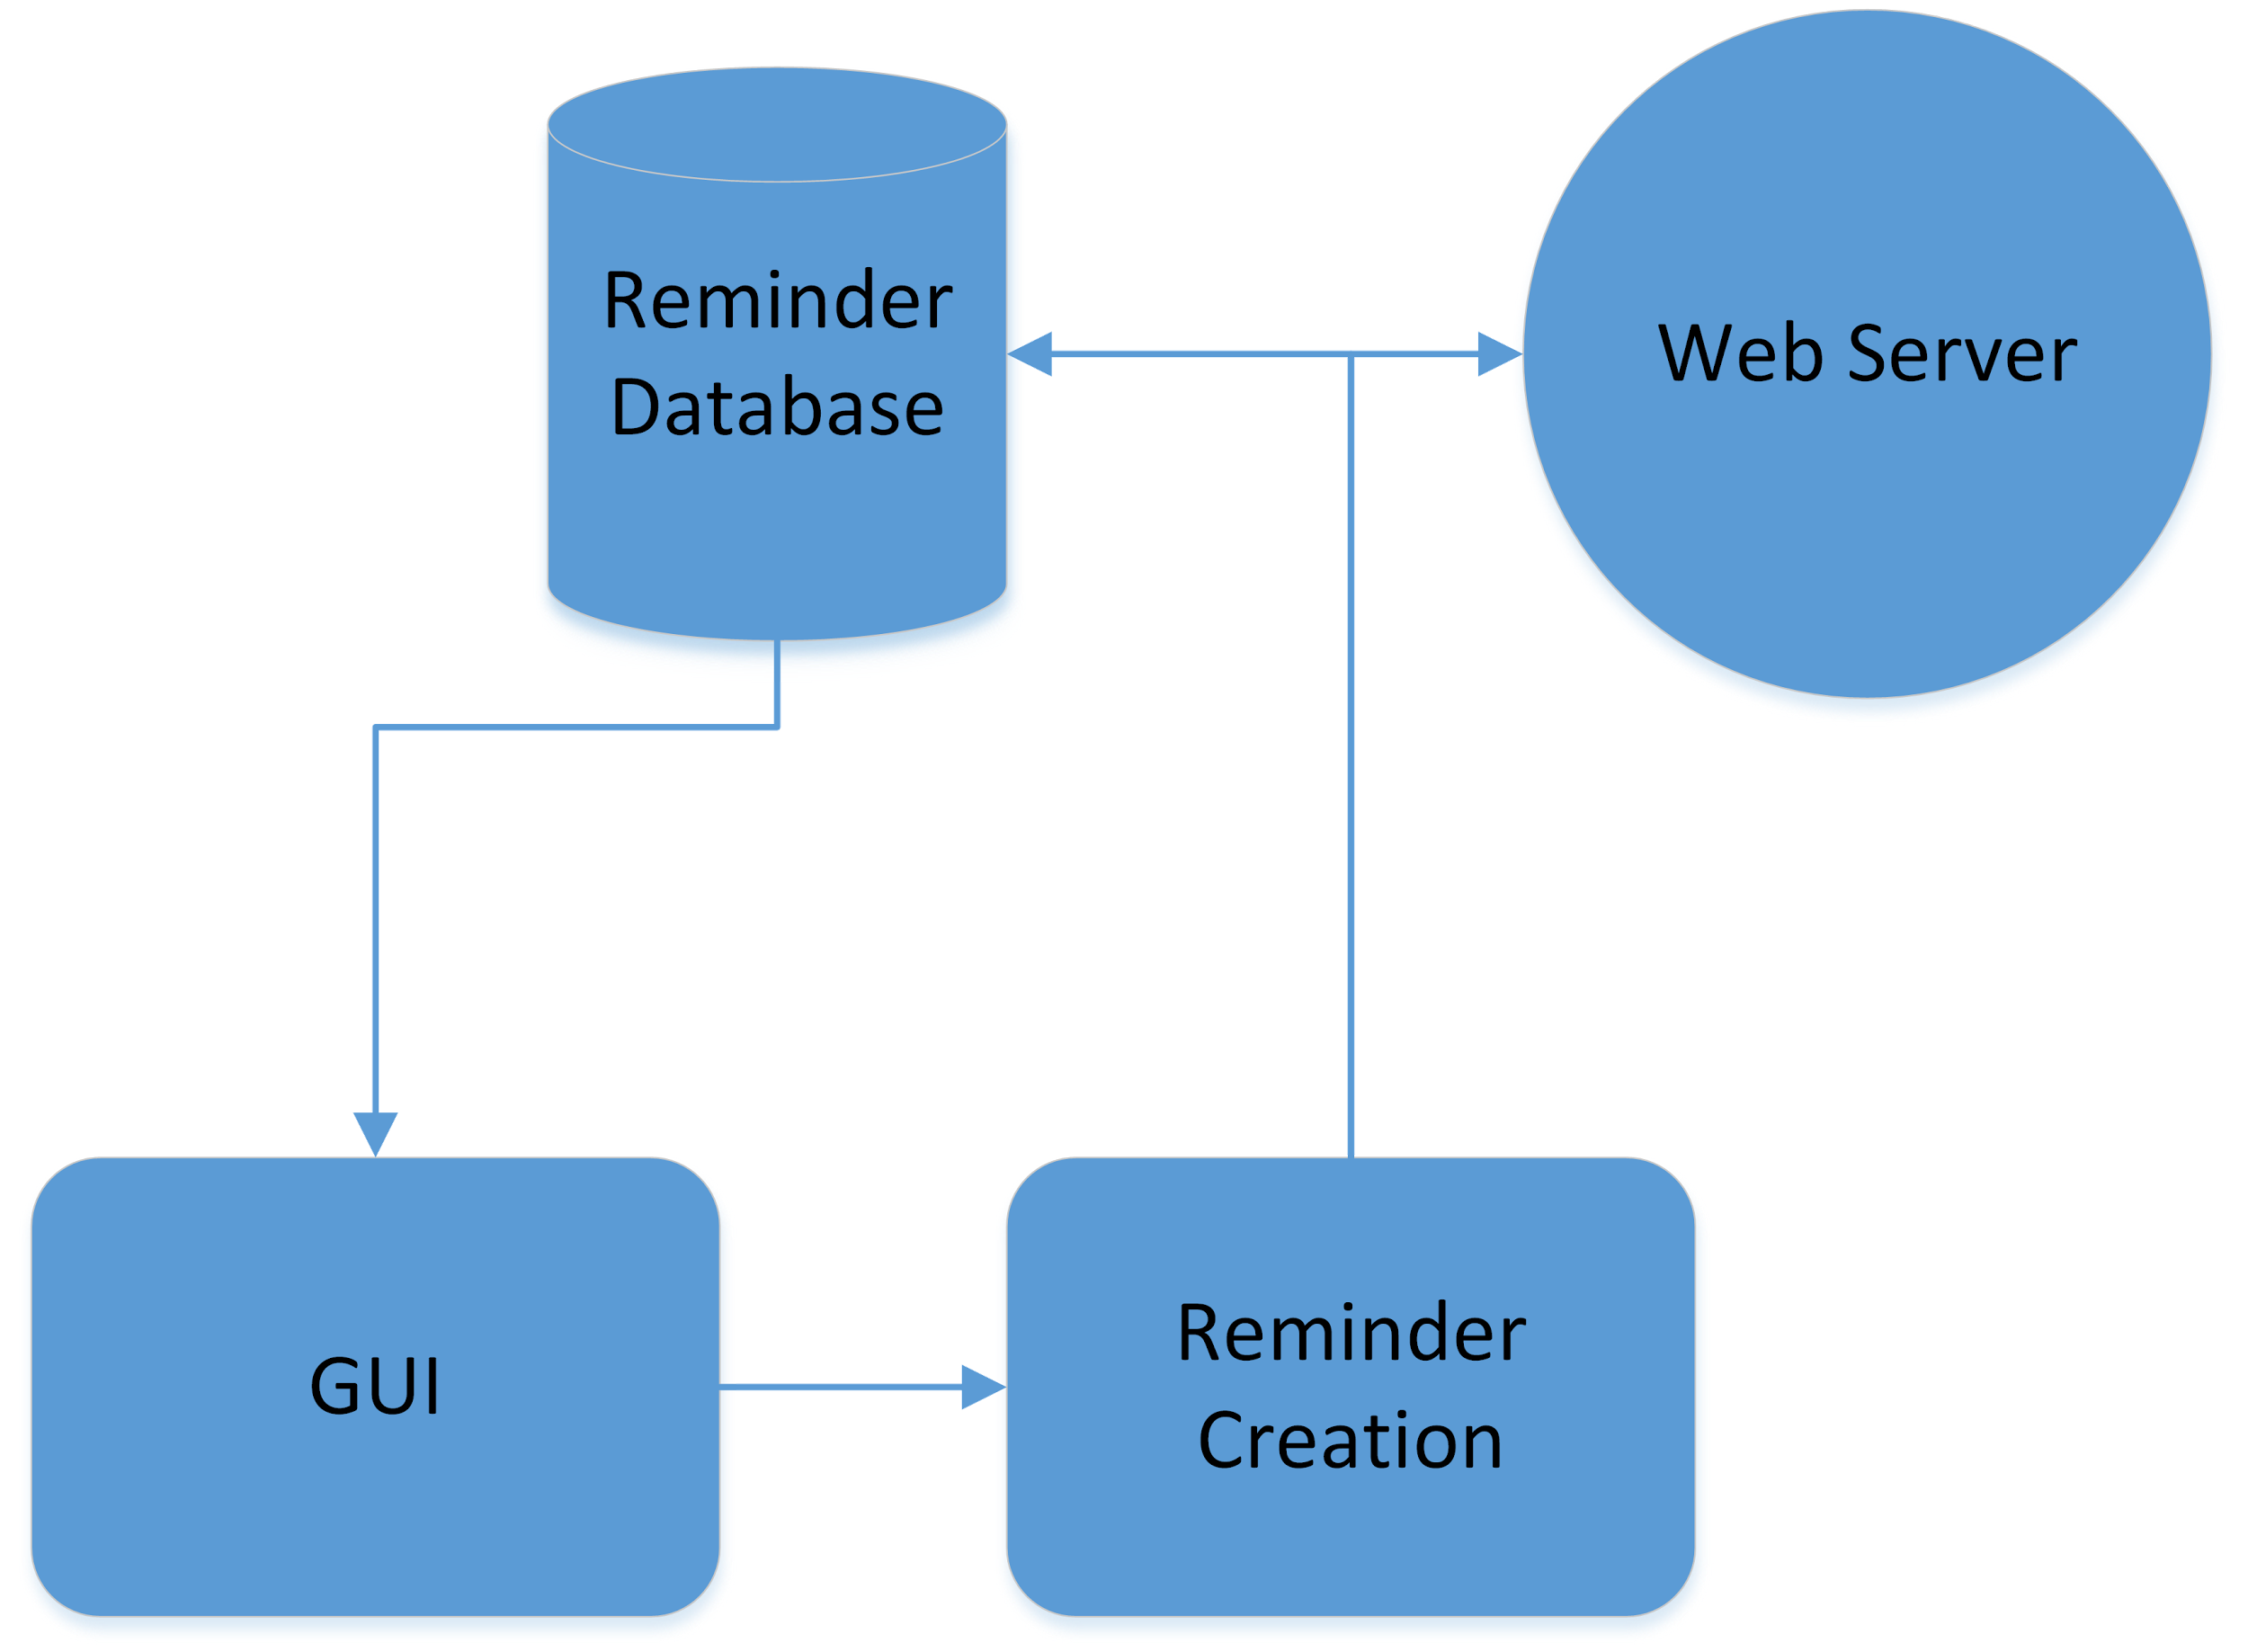 Reminder
Database
Web Server
GUI
Reminder
Creation